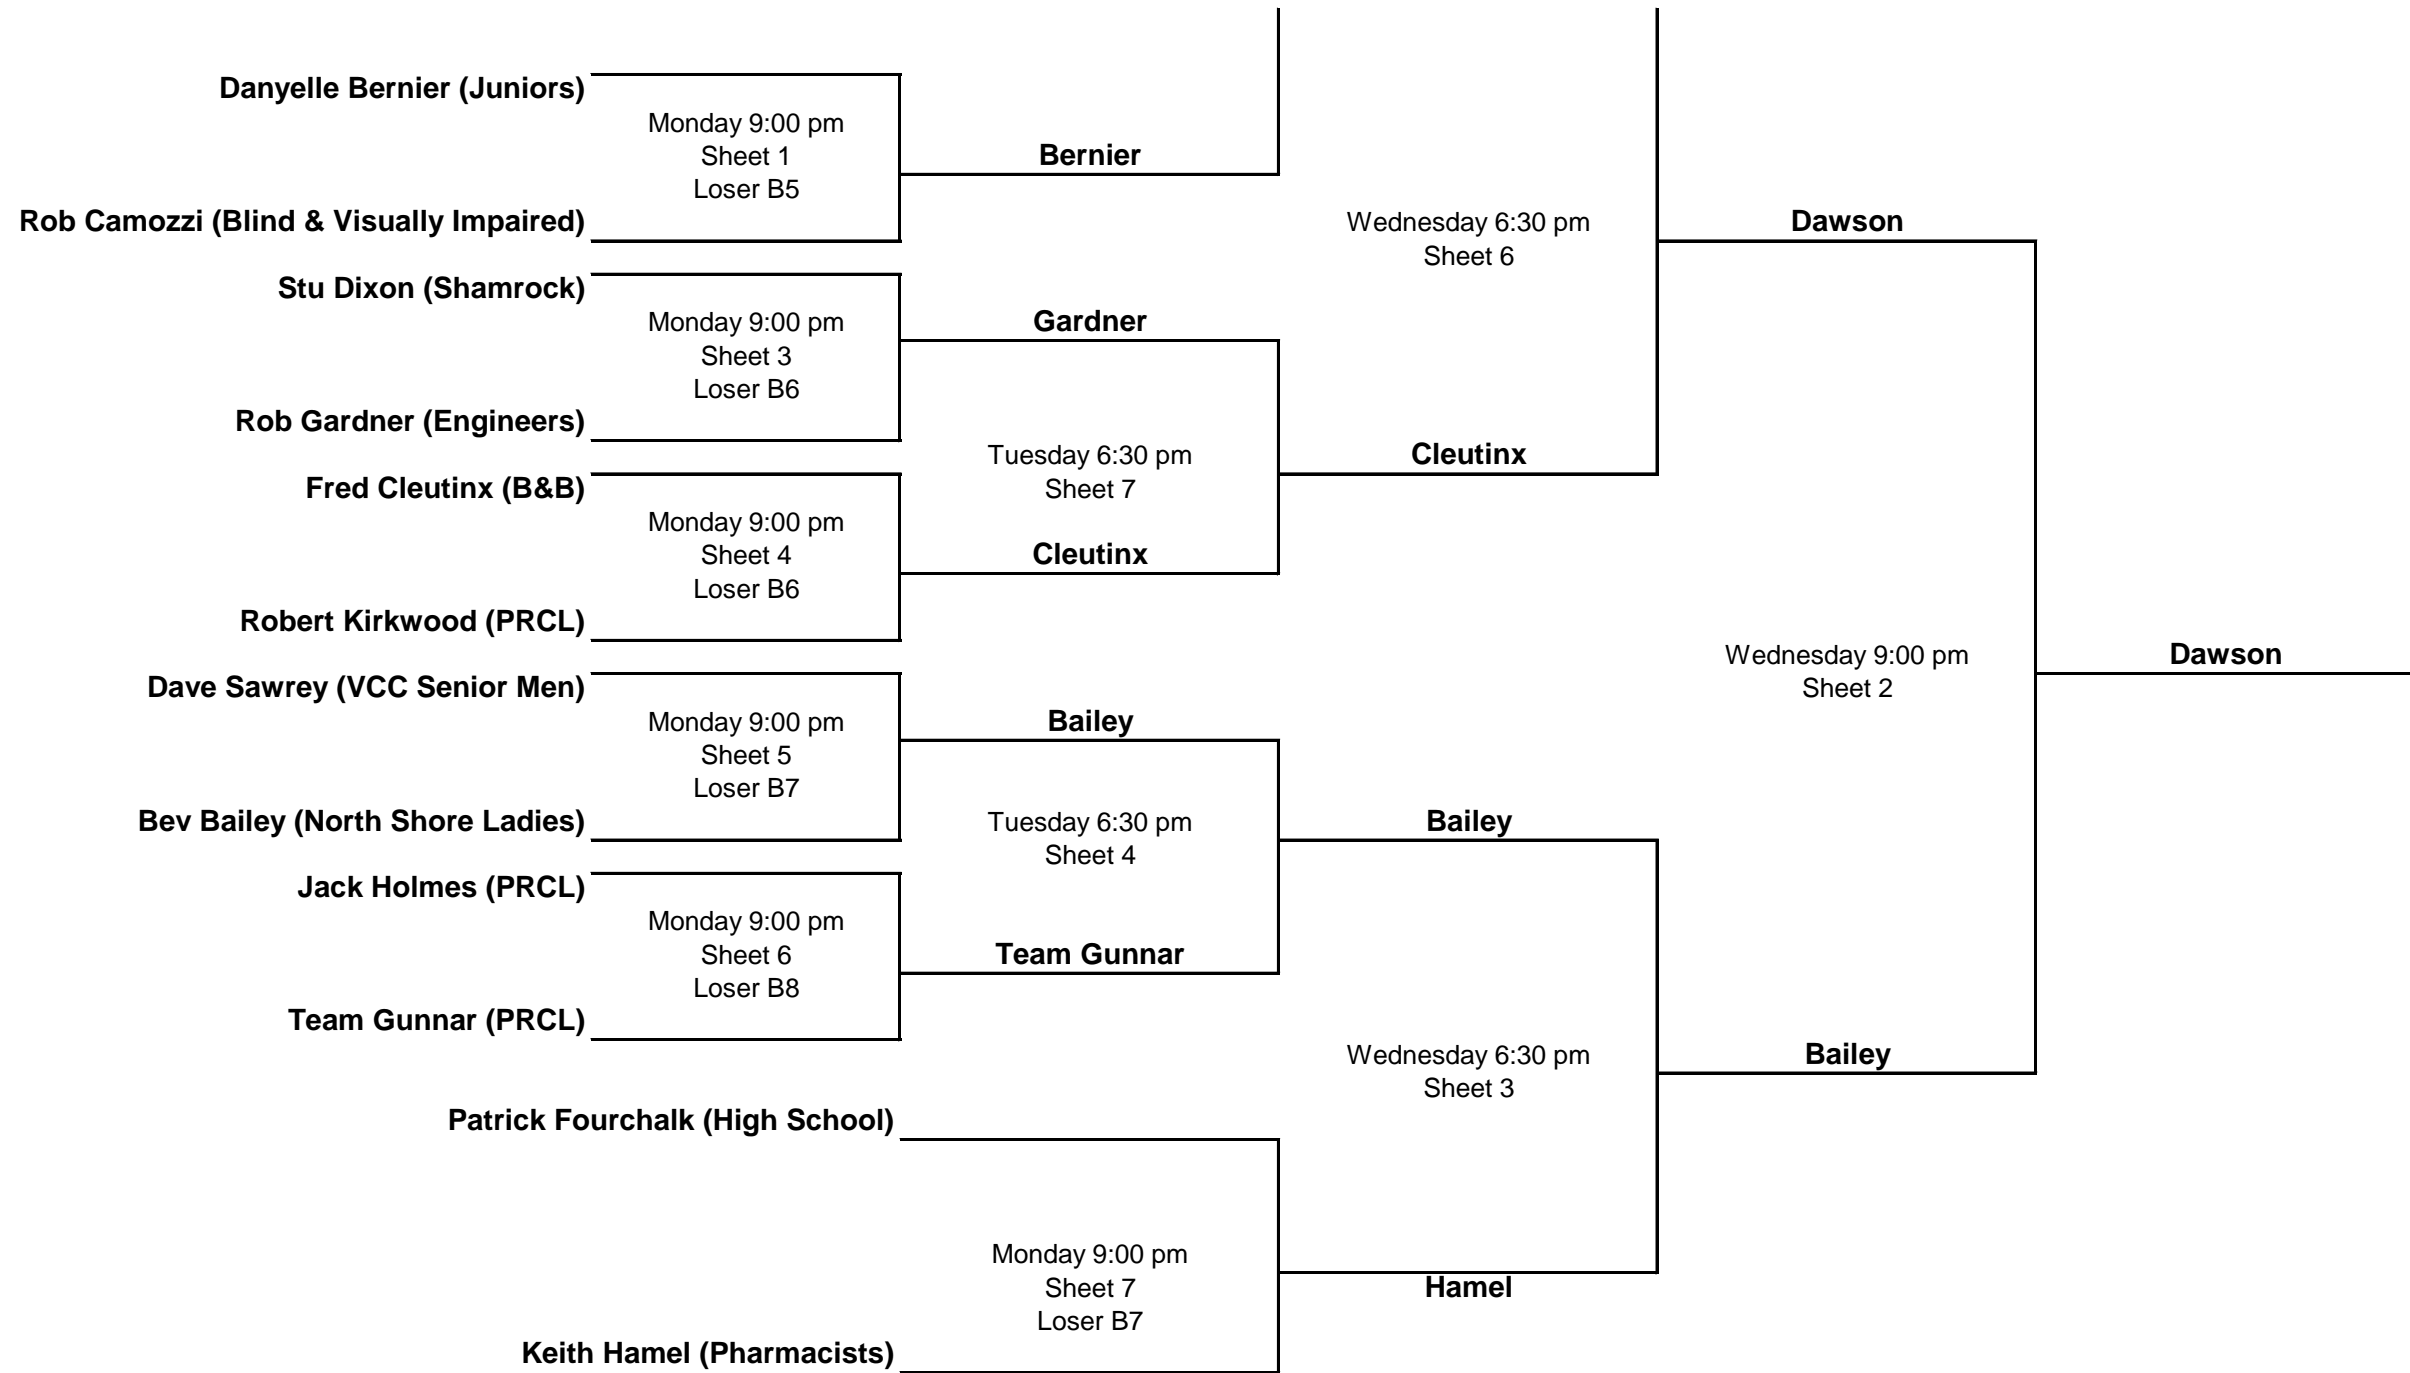 Danyelle Bernier (Juniors)
Monday 9:00 pm
Sheet 1
Loser B5
Bernier
Rob Camozzi (Blind & Visually Impaired)
Wednesday 6:30 pm
Sheet 6
Dawson
Stu Dixon (Shamrock)
Monday 9:00 pm
Sheet 3
Loser B6
Gardner
Rob Gardner (Engineers)
Tuesday 6:30 pm
Sheet 7
Cleutinx
Fred Cleutinx (B&B)
Monday 9:00 pm
Sheet 4
Loser B6
Cleutinx
Robert Kirkwood (PRCL)
Wednesday 9:00 pm
Sheet 2
Dawson
Dave Sawrey (VCC Senior Men)
Monday 9:00 pm
Sheet 5
Loser B7
Bailey
Bev Bailey (North Shore Ladies)
Tuesday 6:30 pm
Sheet 4
Bailey
Jack Holmes (PRCL)
Monday 9:00 pm
Sheet 6
Loser B8
Team Gunnar
Team Gunnar (PRCL)
Wednesday 6:30 pm
Sheet 3
Bailey
Patrick Fourchalk (High School)
Monday 9:00 pm
Sheet 7
Loser B7
Hamel
Keith Hamel (Pharmacists)